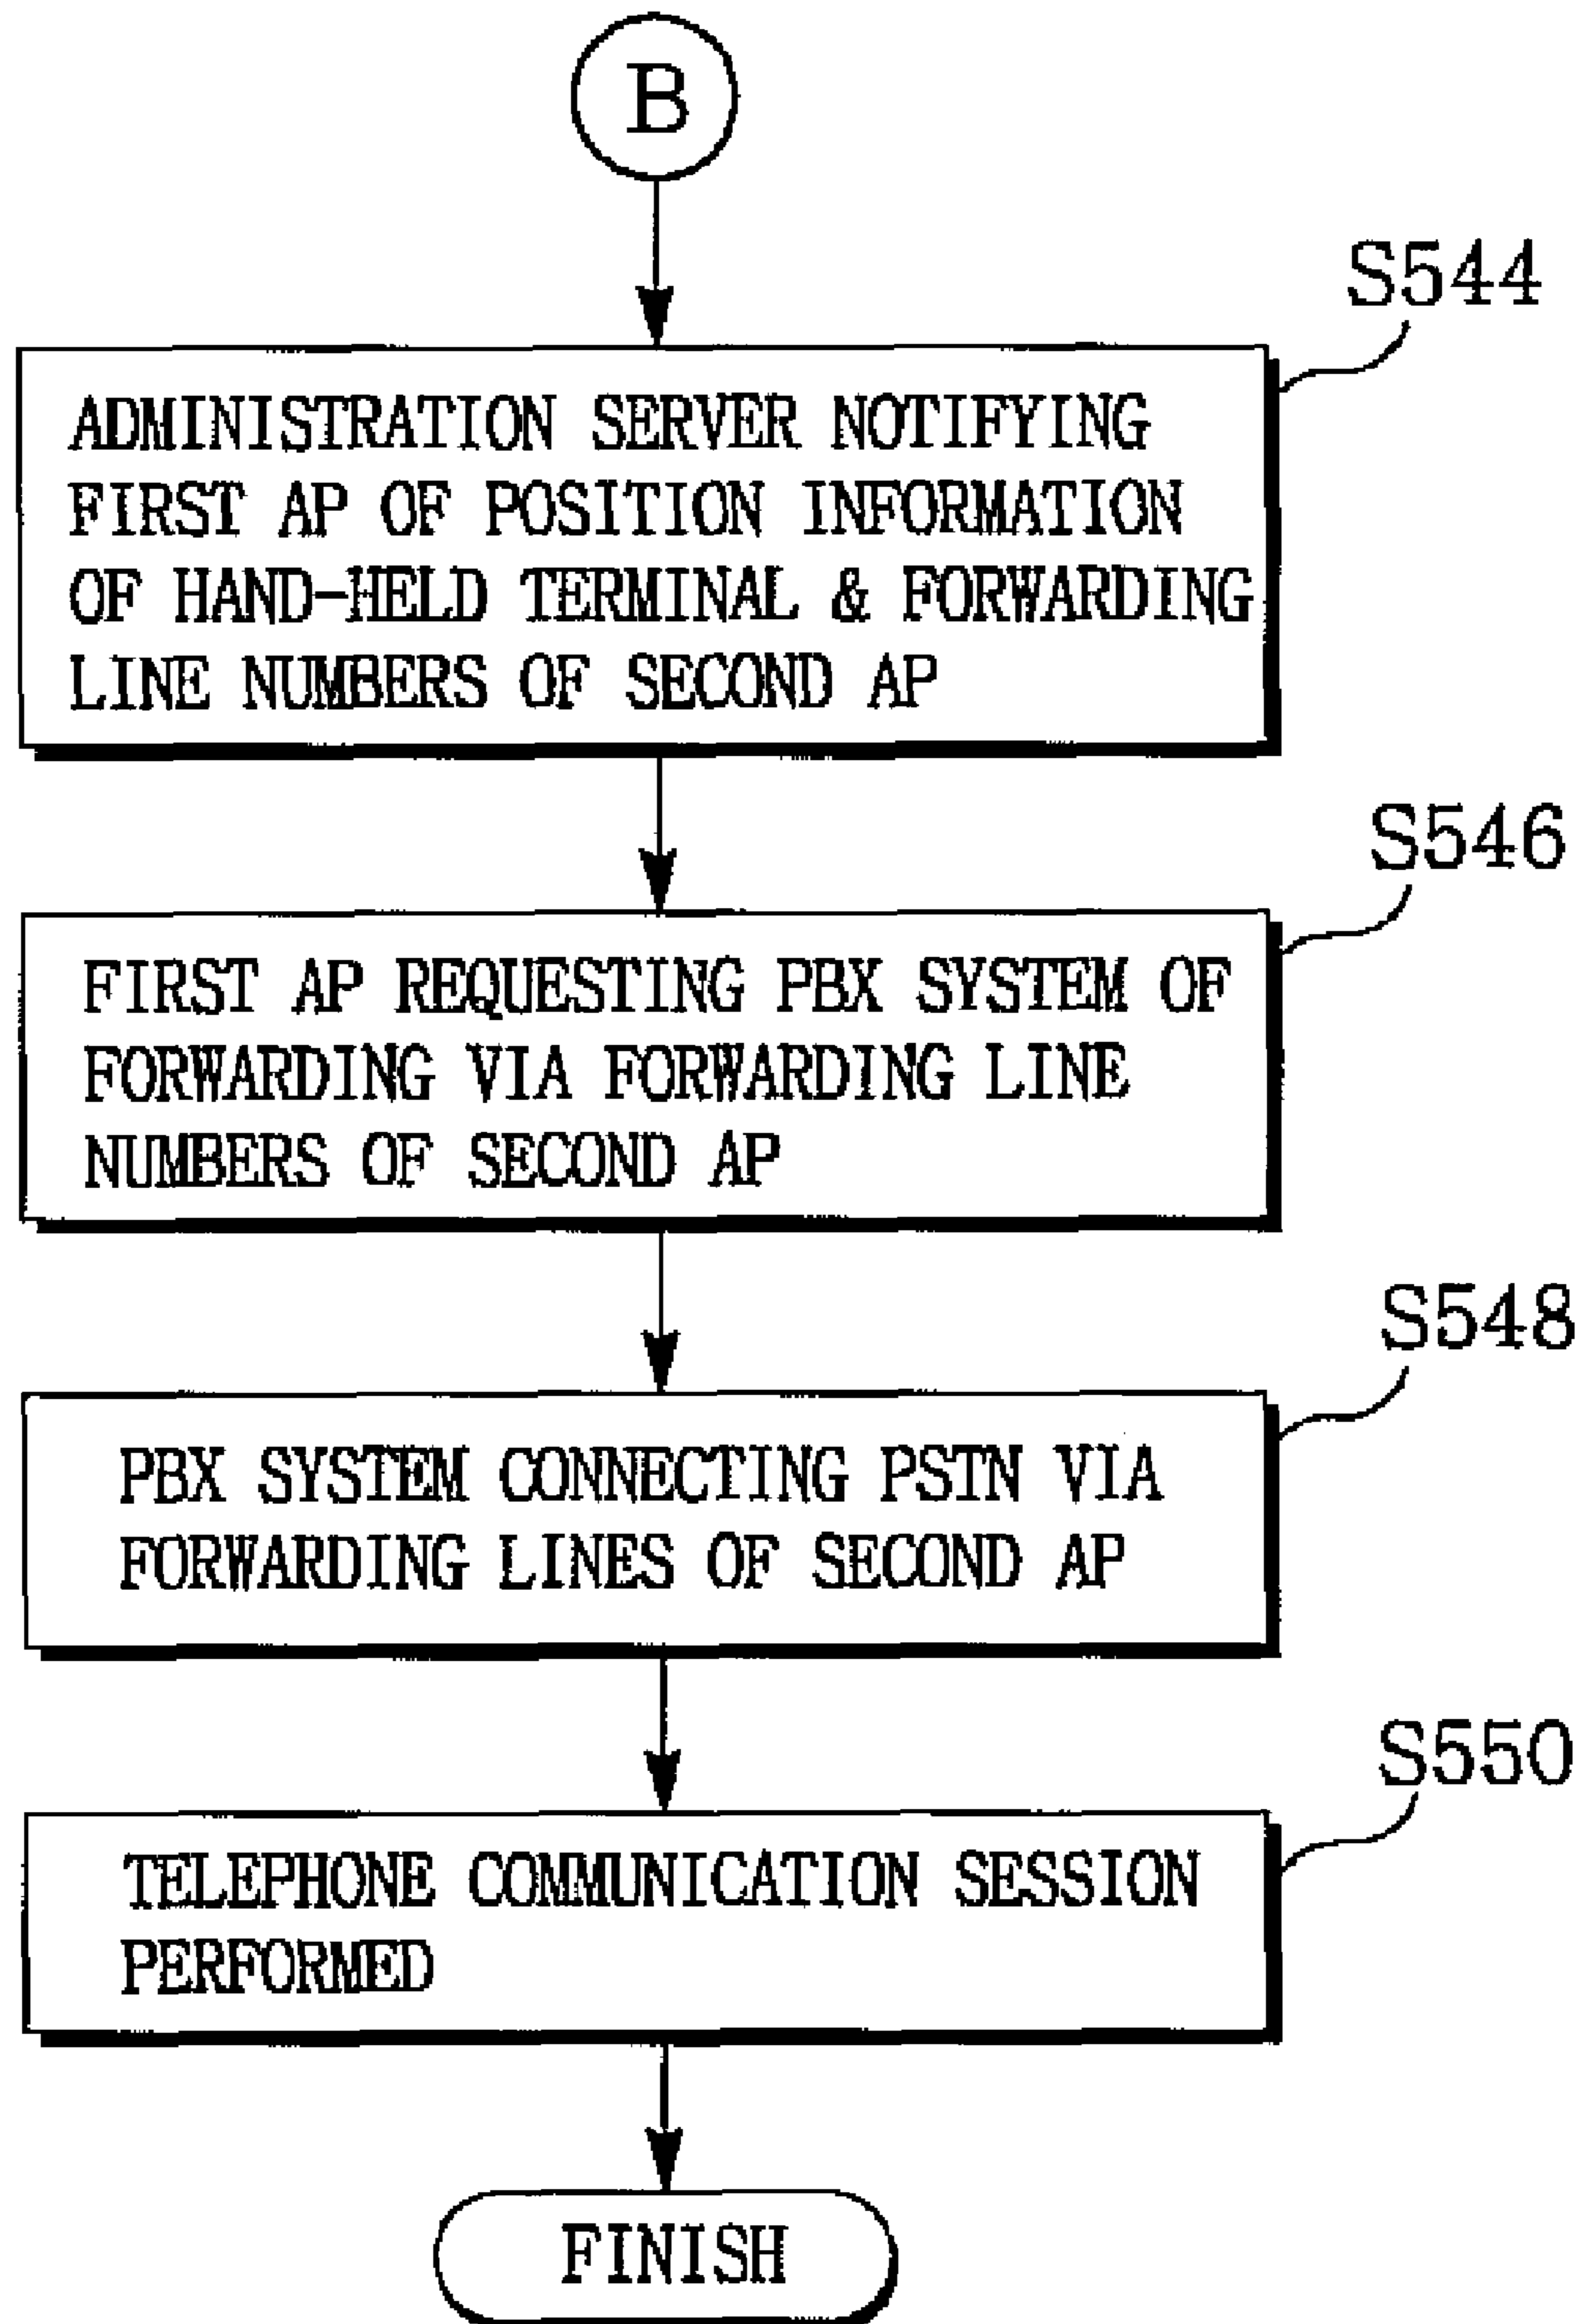 B
S544
ADMINISTRATION SERVER NOTIFYING
FIRST AP OF POSITION INFORMATION
OF HAND-HELD TERMINAL & FORWARDING
LINE NUMBERS OF SECOND AP
S546
FIRST AP REQUESTING PBX SYSTEM OF
FORWARDING VIA FORWARDING LINE
NUMBERS OF SECOND AP
S548
PBX SYSTEM CONNECTING PSTN VIA
FORWARDING LINES OF SECOND AP
S550
TELEPHONE COMMUNICATION SESSION
PERFORMED
FINISH